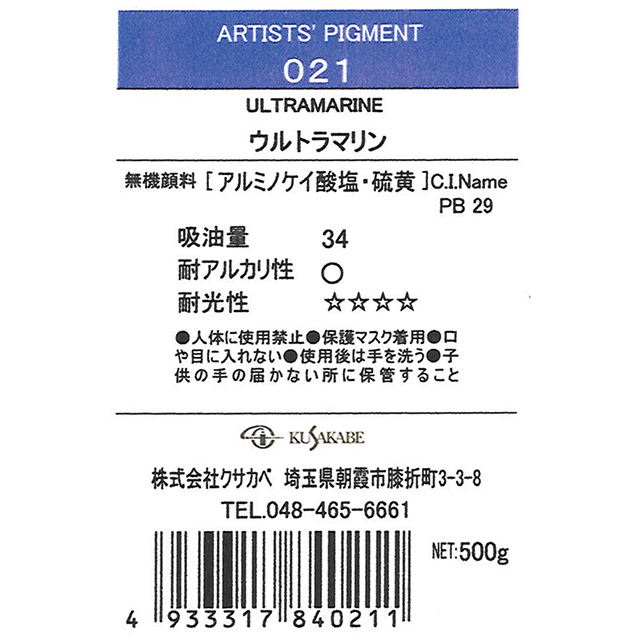 ARTISTS' PIGMENT
021
ULTRAMARINE
ウルトラマリン
無機顔料 [ アルミノケイ酸塩・硫黄 ] C.I.Name
PB 29
吸油量 34
耐アルカリ性 ○
耐光性 ☆☆☆☆
●人体に使用禁止●保護マスク着用●口
や目に入れない●使用後は手を洗う●子
供の手の届かない所に保管すること
KUSAKABE
株式会社クサカベ 埼玉県朝霞市膝折町3-3-8
TEL.048-465-6661
NET:500g
4 933317 840211